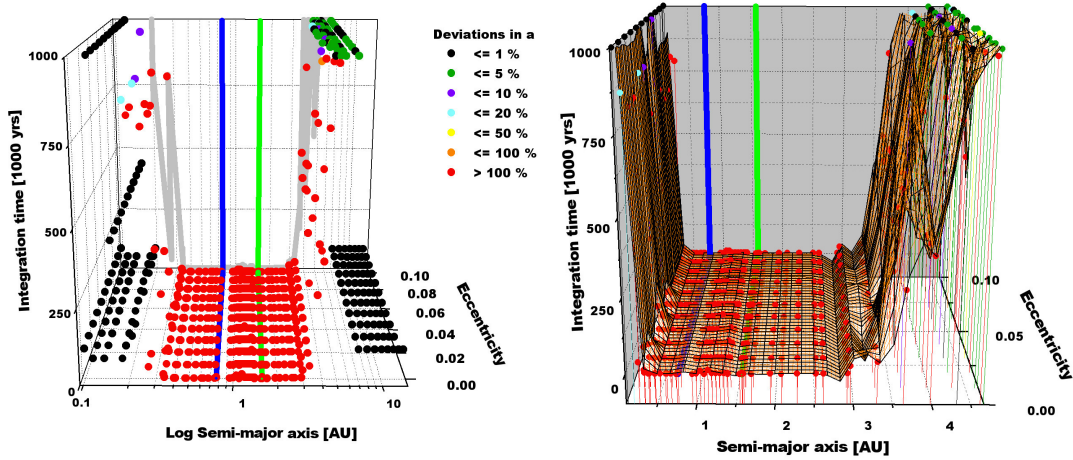 Deviations in a
<= 1 %
<= 5 %
<= 10 %
<= 20 %
<= 50 %
<= 100 %
> 100 %
Integration time [1000 yrs]
1000
750
500
250
0
0.1
1
10
Log Semi-major axis [AU]
0.10
0.08
0.06
0.04
0.02
0.00
Eccentricity
Integration time [1000 yrs]
1000
750
500
250
0
1
2
3
4
Semi-major axis [AU]
0.10
0.05
0.00
Eccentricity